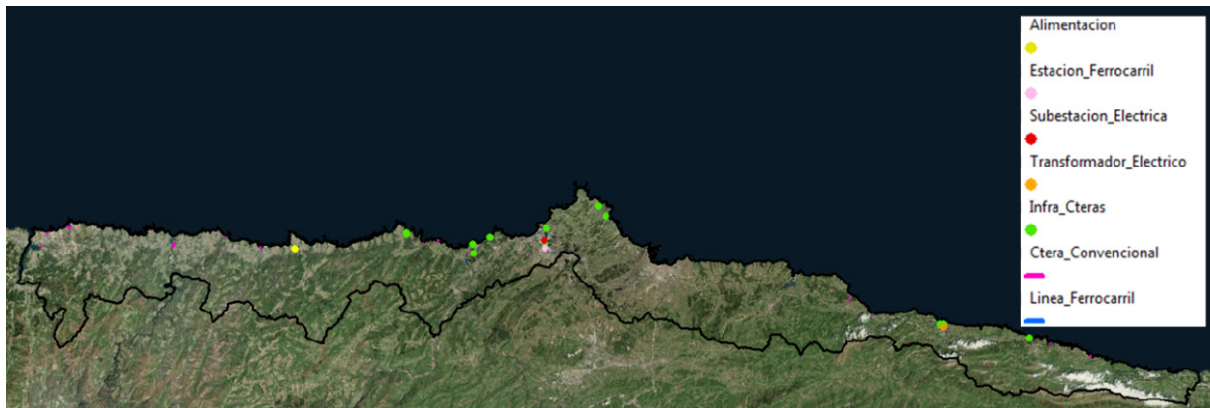 Alimentacion
Estacion_Ferrocarril
Subestacion_Electrica
Transformador_Electrico
Infra_Cteras
Ctera_Convencional
Linea_Ferrocarril